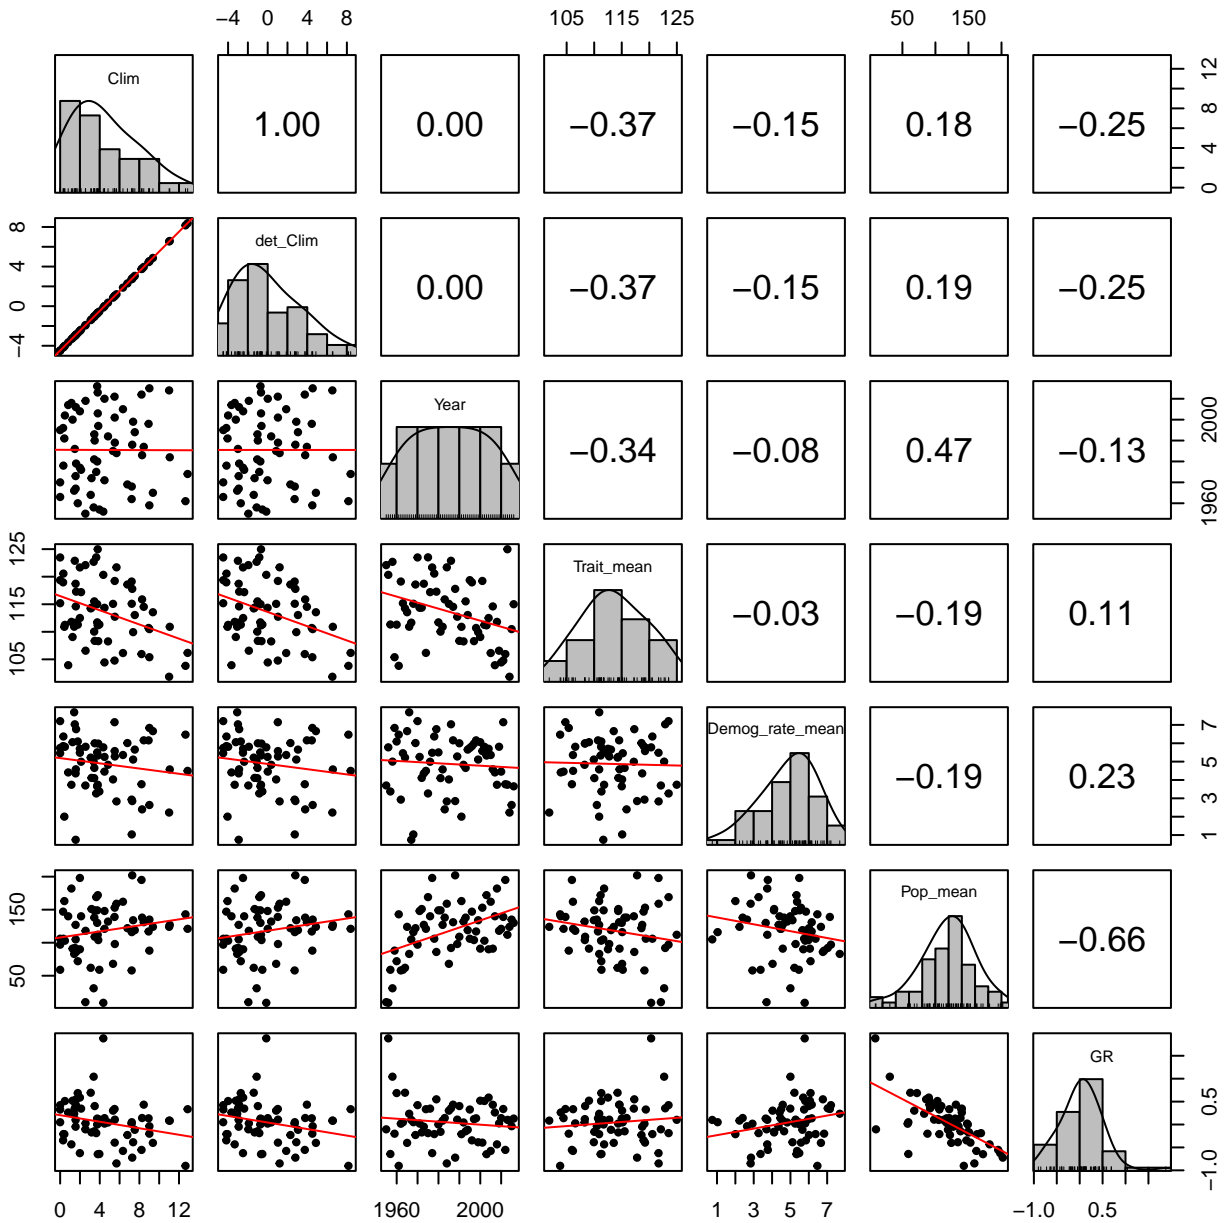 −4 0 4 8 105 115 125 50 150
Clim
1.00 0.00 −0.37 −0.15 0.18 −0.25
0 4 8 12
−4 0 4 8
det_Clim
0.00 −0.37 −0.15 0.19 −0.25
Year
−0.34 −0.08 0.47 −0.13
1960 2000
105 115 125
Trait_mean
−0.03 −0.19 0.11
Demog_rate_mean
−0.19 0.23
1 3 5 7
50 150
Pop_mean
−0.66
GR
−1.0 0.5
0 4 8 12 1960 2000 1 3 5 7 −1.0 0.5